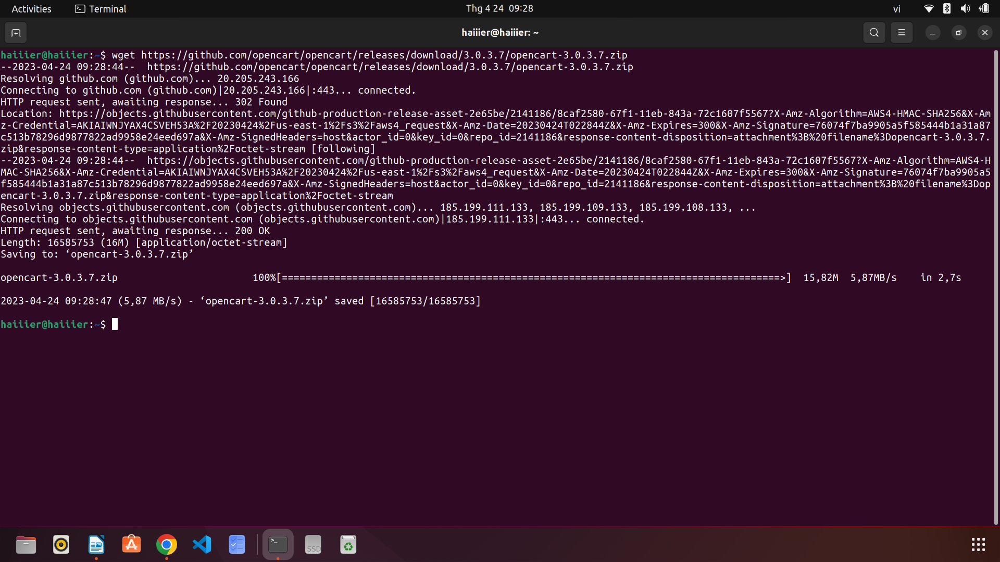 Activities Terminal Thg 4 24 09:28 vi
haiiier@haiiier: ~
haiiier@haiiier:~$ wget https://github.com/opencart/opencart/releases/download/3.0.3.7/opencart-3.0.3.7.zip
--2023-04-24 09:28:44--  https://github.com/opencart/opencart/releases/download/3.0.3.7/opencart-3.0.3.7.zip
Resolving github.com (github.com)... 20.205.243.166
Connecting to github.com (github.com)|20.205.243.166|:443... connected.
HTTP request sent, awaiting response... 302 Found
Location: https://objects.githubusercontent.com/github-production-release-asset-2e65be/2141186/8caf2580-67f1-11eb-843a-72c1607f5567?X-Amz-Algorithm=AWS4-HMAC-SHA256&X-Am
z-Credential=AKIAIWNJYAX4CSVEH53A%2F20230424%2Fus-east-1%2Fs3%2Faws4_request&X-Amz-Date=20230424T022844Z&X-Amz-Expires=300&X-Amz-Signature=76074f7ba9905a5f585444b1a31a87
c513b78296d9877822ad9958e24eed697a&X-Amz-SignedHeaders=host&actor_id=0&key_id=0&repo_id=2141186&response-content-disposition=attachment%3B%20filename%3Dopencart-3.0.3.7.
zip&response-content-type=application%2Foctet-stream [following]
--2023-04-24 09:28:44--  https://objects.githubusercontent.com/github-production-release-asset-2e65be/2141186/8caf2580-67f1-11eb-843a-72c1607f5567?X-Amz-Algorithm=AWS4-H
MAC-SHA256&X-Amz-Credential=AKIAIWNJYAX4CSVEH53A%2F20230424%2Fus-east-1%2Fs3%2Faws4_request&X-Amz-Date=20230424T022844Z&X-Amz-Expires=300&X-Amz-Signature=76074f7ba9905a5
f585444b1a31a87c513b78296d9877822ad9958e24eed697a&X-Amz-SignedHeaders=host&actor_id=0&key_id=0&repo_id=2141186&response-content-disposition=attachment%3B%20filename%3Dop
encart-3.0.3.7.zip&response-content-type=application%2Foctet-stream
Resolving objects.githubusercontent.com (objects.githubusercontent.com)... 185.199.111.133, 185.199.109.133, 185.199.108.133, ...
Connecting to objects.githubusercontent.com (objects.githubusercontent.com)|185.199.111.133|:443... connected.
HTTP request sent, awaiting response... 200 OK
Length: 16585753 (16M) [application/octet-stream]
Saving to: ‘opencart-3.0.3.7.zip’
opencart-3.0.3.7.zip 100%[=====================================================================================>] 15,82M 5,87MB/s in 2,7s
2023-04-24 09:28:47 (5,87 MB/s) - ‘opencart-3.0.3.7.zip’ saved [16585753/16585753]
haiiier@haiiier:~$
SSD